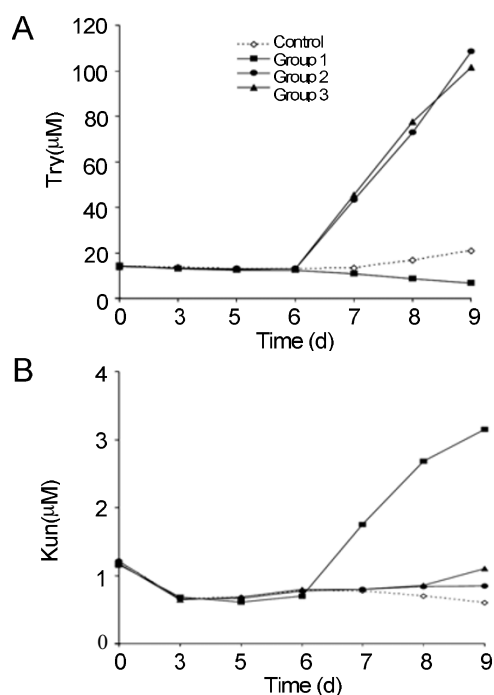 A
120
100
80
60
40
20
0
Try(μM)
Control
Group 1
Group 2
Group 3
0 3 5 6 7 8 9
Time (d)
B
4
3
2
1
0
Kun(μM)
0 3 5 6 7 8 9
Time (d)